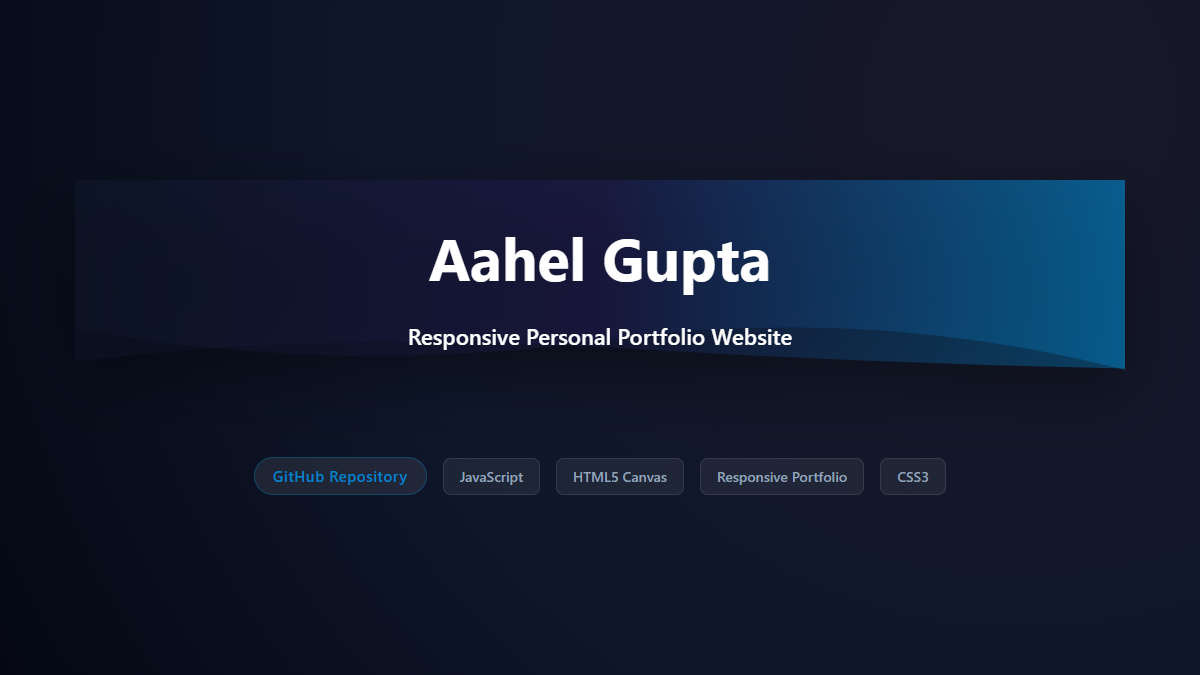 Aahel Gupta
Responsive Personal Portfolio Website
GitHub Repository JavaScript HTML5 Canvas Responsive Portfolio CSS3